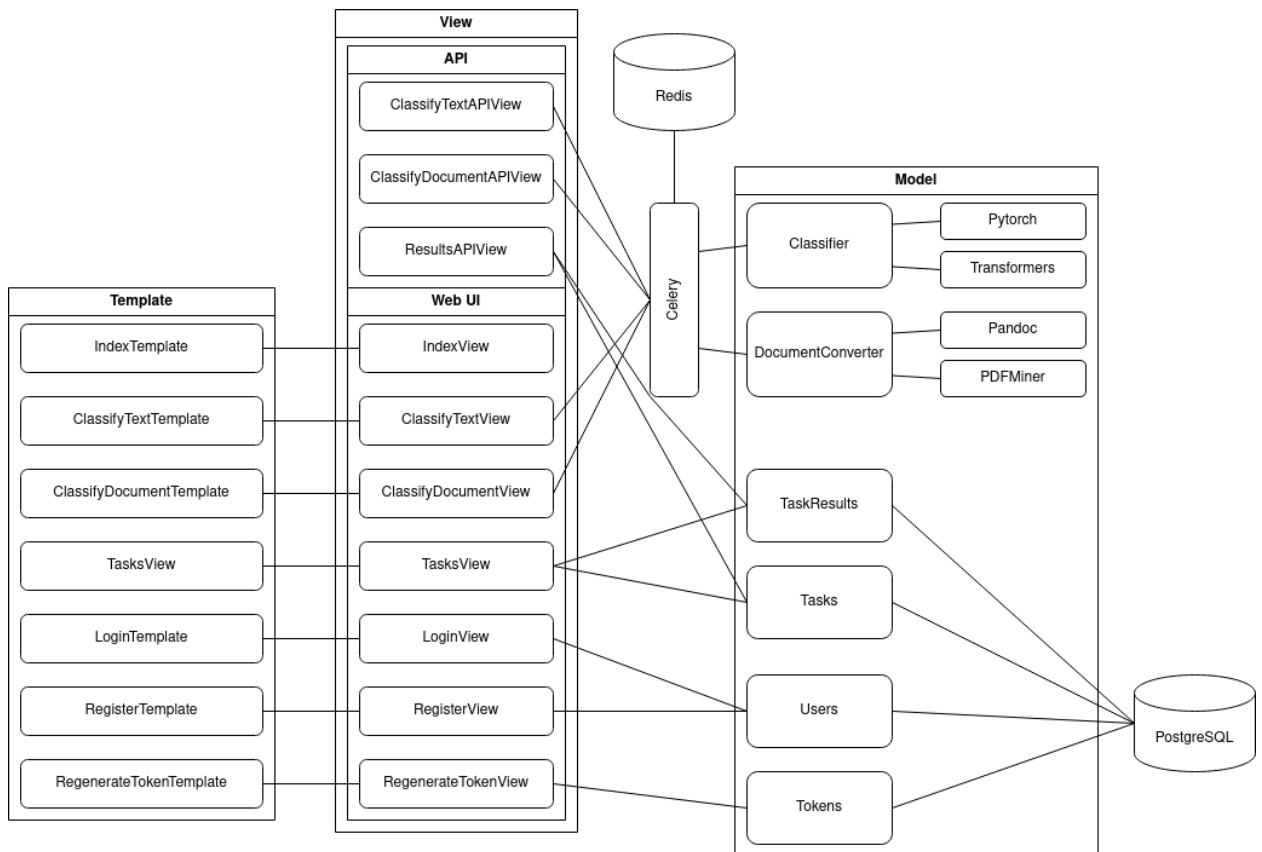 View
API
ClassifyTextAPIView
ClassifyDocumentAPIView
ResultsAPIView
Web UI
IndexView
ClassifyTextView
ClassifyDocumentView
TasksView
LoginView
RegisterView
RegenerateTokenView
Template
IndexTemplate
ClassifyTextTemplate
ClassifyDocumentTemplate
TasksView
LoginTemplate
RegisterTemplate
RegenerateTokenTemplate
Redis
Celery
Model
Classifier
Pytorch
Transformers
DocumentConverter
Pandoc
PDFMiner
TaskResults
Tasks
Users
Tokens
PostgreSQL